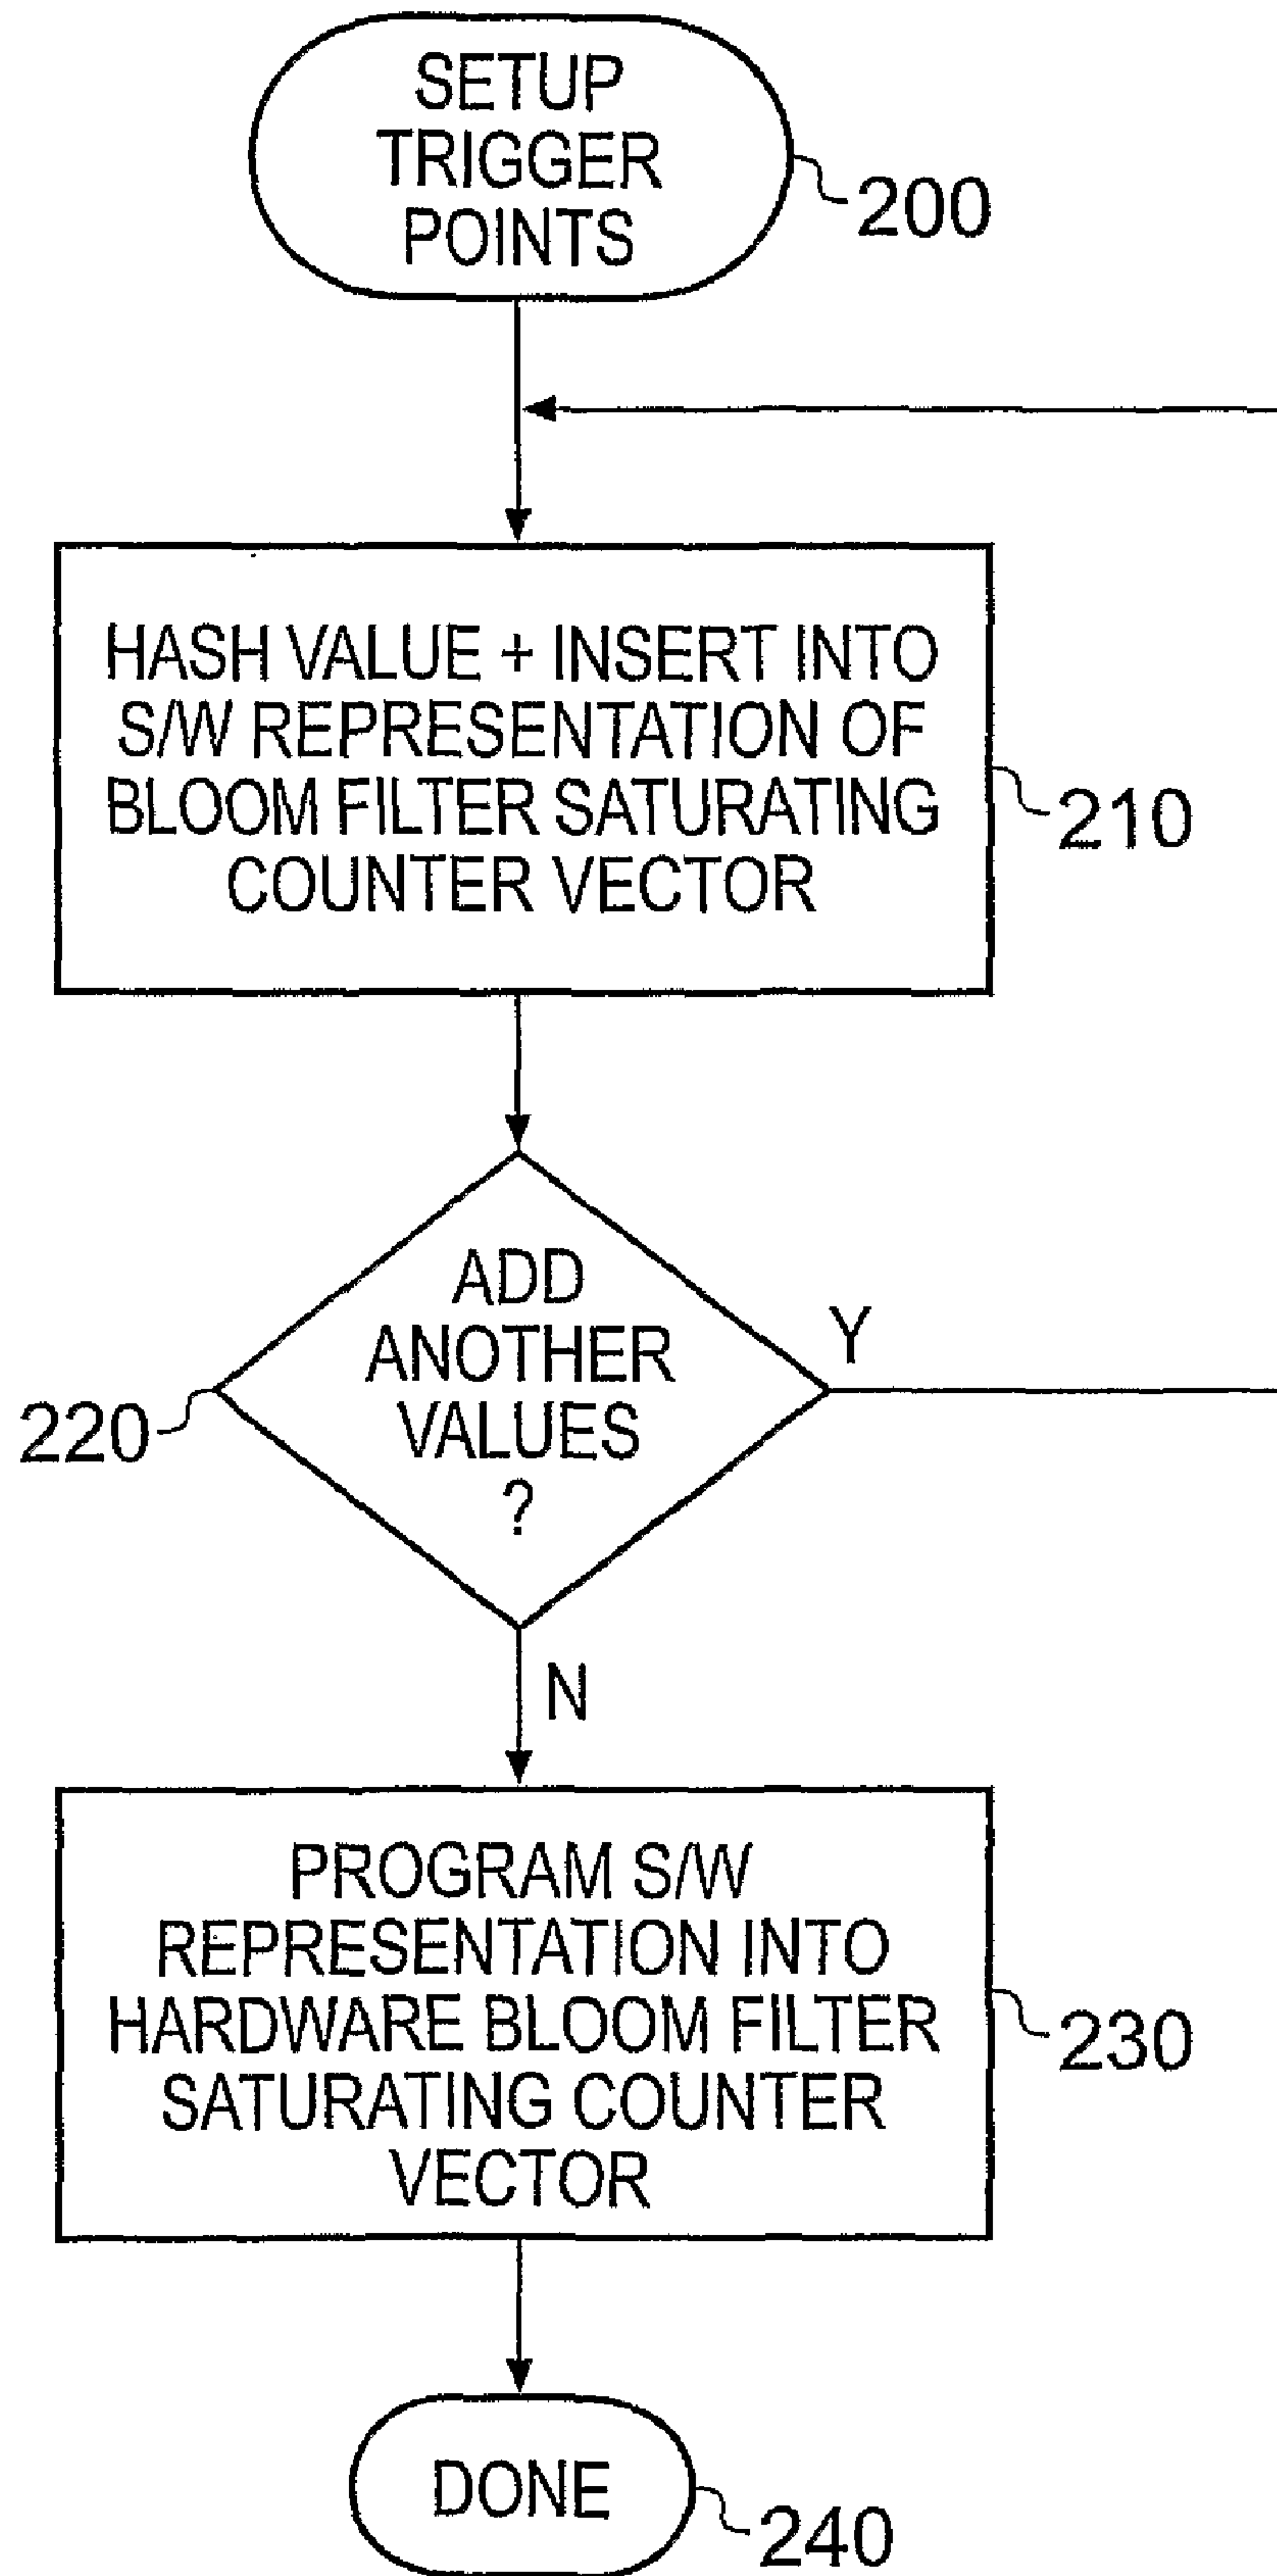 SETUP
TRIGGER
POINTS
200
HASH VALUE + INSERT INTO
S/W REPRESENTATION OF
BLOOM FILTER SATURATING
COUNTER VECTOR
210
ADD
ANOTHER
VALUES
?
Y
220
N
PROGRAM S/W
REPRESENTATION INTO
HARDWARE BLOOM FILTER
SATURATING COUNTER
VECTOR
230
DONE
240